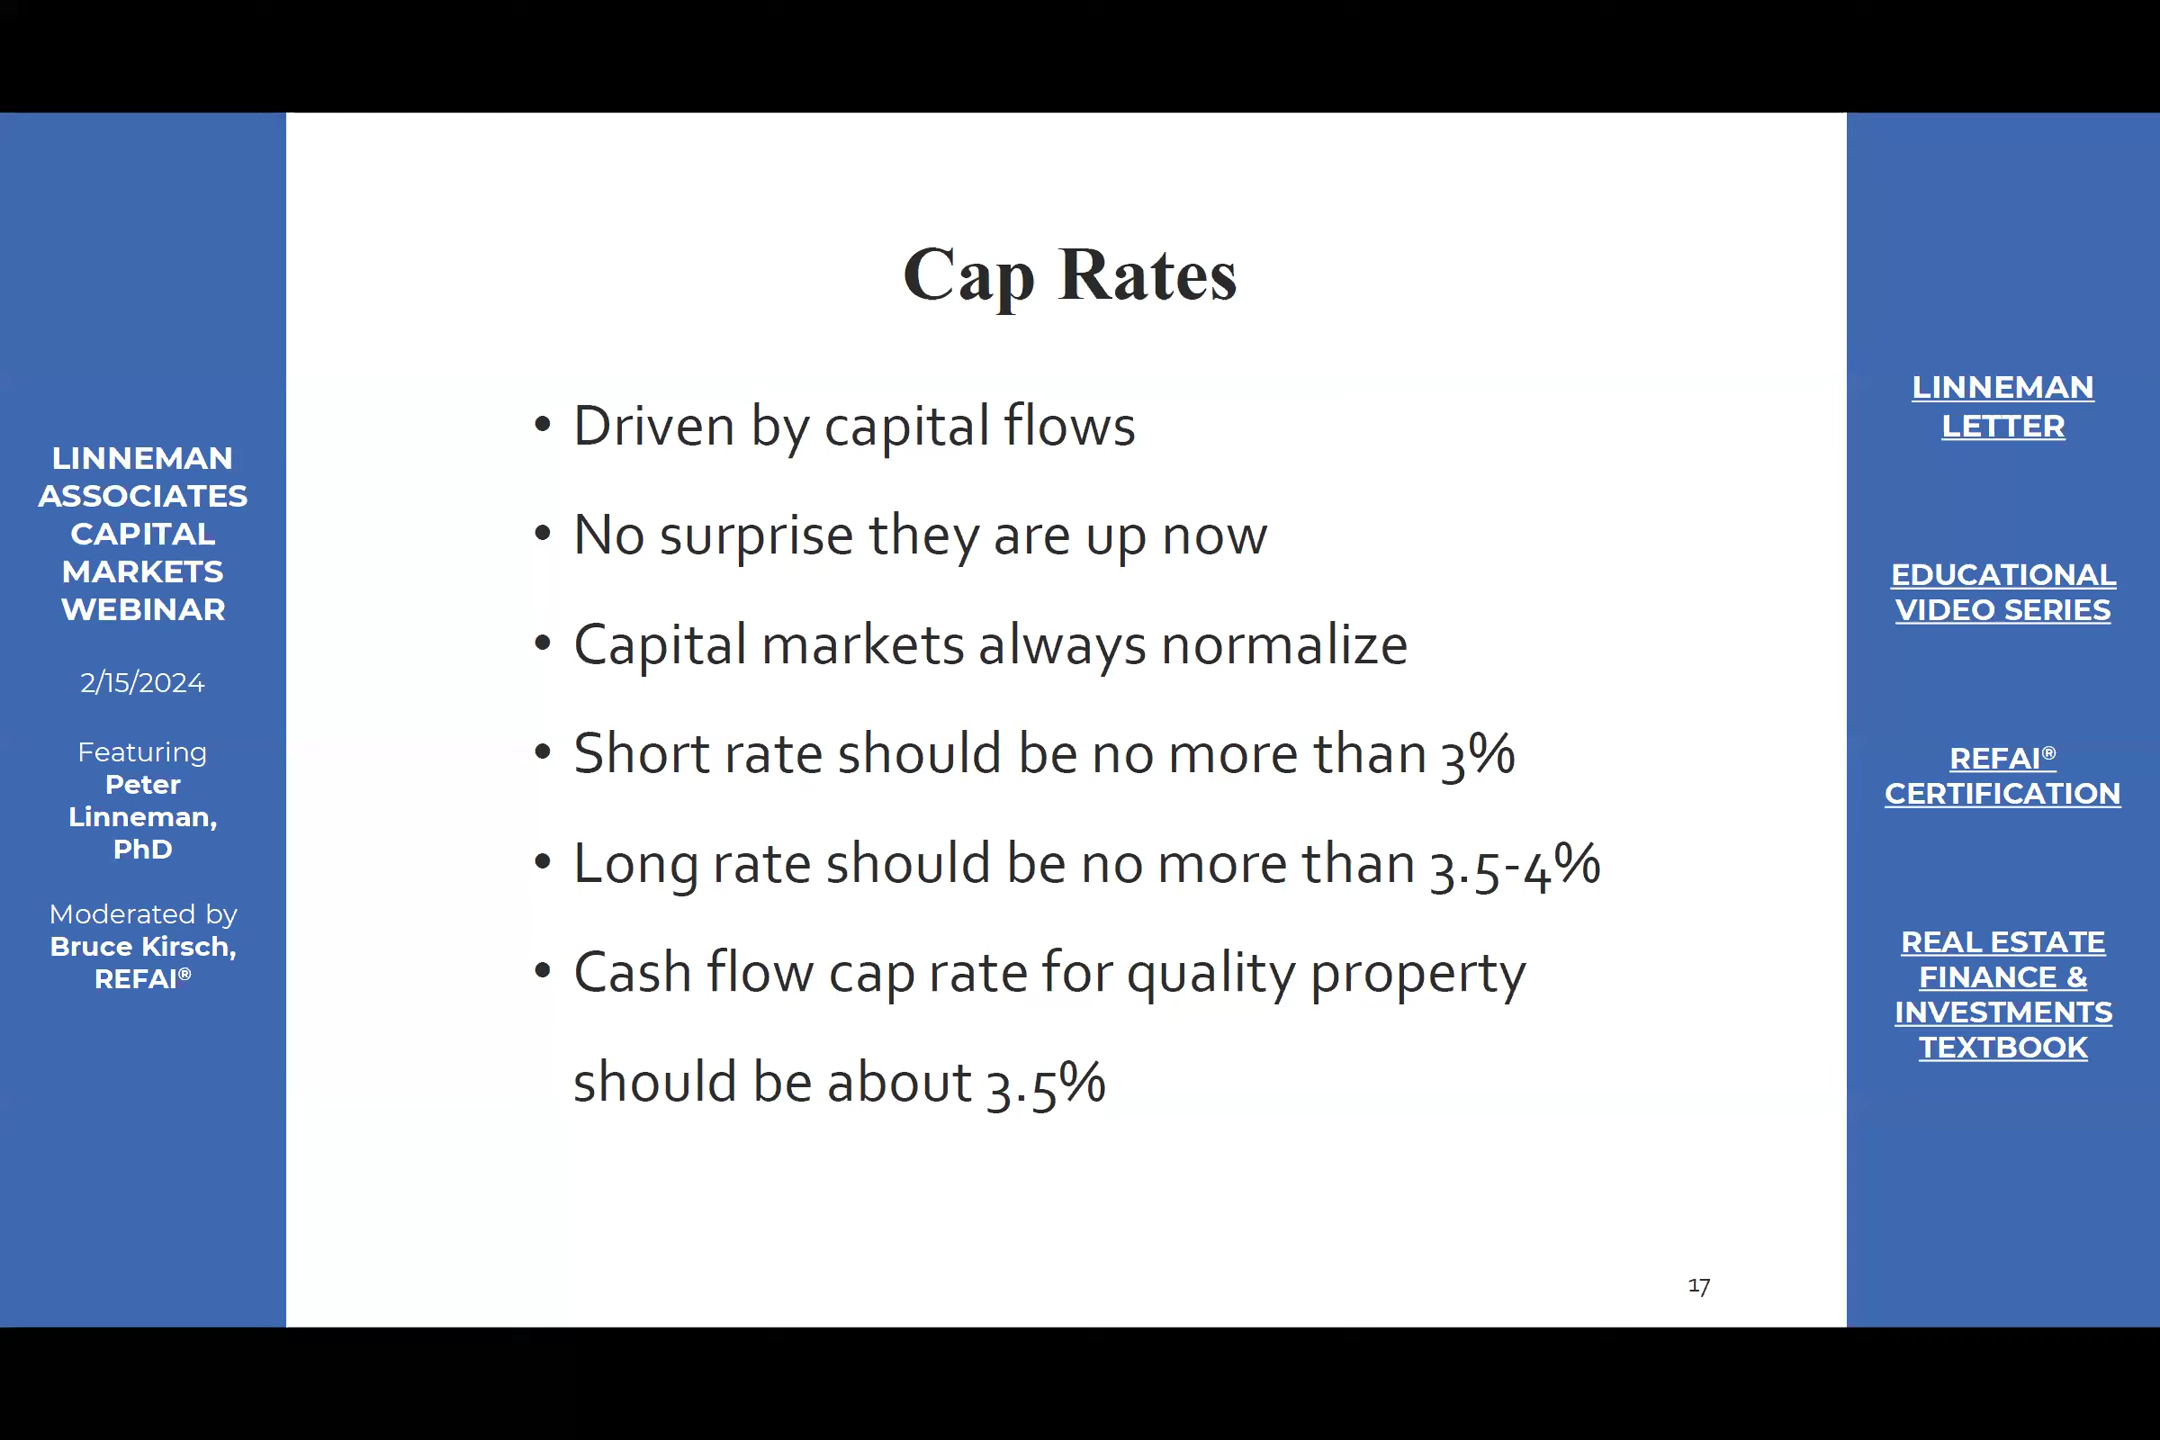 LINNEMAN
ASSOCIATES
CAPITAL
MARKETS
WEBINAR
2/15/2024
Featuring
Peter
Linneman,
PhD
Moderated by
Bruce Kirsch,
REFAI®
Cap Rates
• Driven by capital flows
• No surprise they are up now
• Capital markets always normalize
• Short rate should be no more than 3%
• Long rate should be no more than 3.5-4%
• Cash flow cap rate for quality property
should be about 3.5%
17
LINNEMAN
LETTER
EDUCATIONAL
VIDEO SERIES
REFAI®
CERTIFICATION
REAL ESTATE
FINANCE &
INVESTMENTS
TEXTBOOK